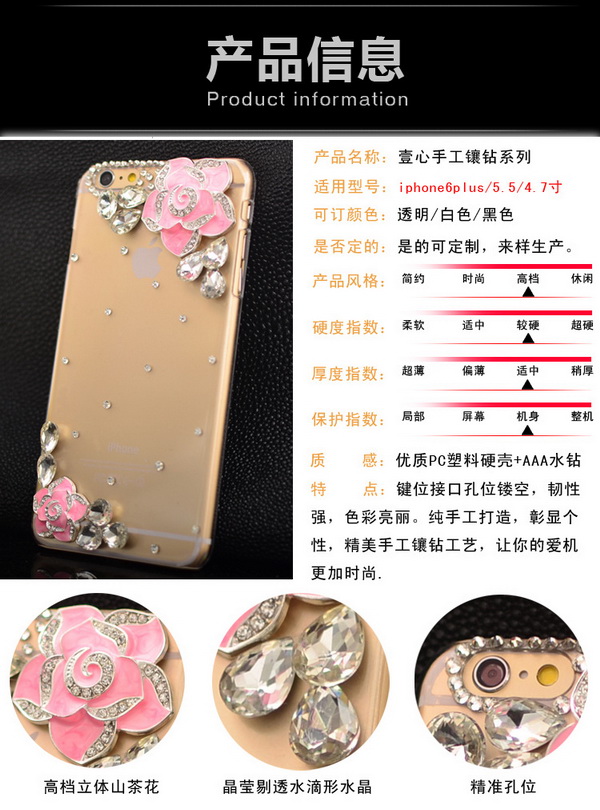 产品信息
Product information
产品名称：壹心手工镶钻系列
适用型号：iphone6plus/5.5/4.7寸
可订颜色：透明/白色/黑色
是否定的：是的可定制，来样生产。
产品风格：简约 时尚 高档 休闲
硬度指数：柔软 适中 较硬 超硬
厚度指数：超薄 偏薄 适中 稍厚
保护指数：局部 屏幕 机身 整机
质 感：优质PC塑料硬壳+AAA水钻
特 点：键位接口孔位镂空，韧性
强，色彩亮丽。纯手工打造，彰显个
性，精美手工镶钻工艺，让你的爱机
更加时尚.
iPhone
高档立体山茶花
晶莹剔透水滴形水晶
精准孔位